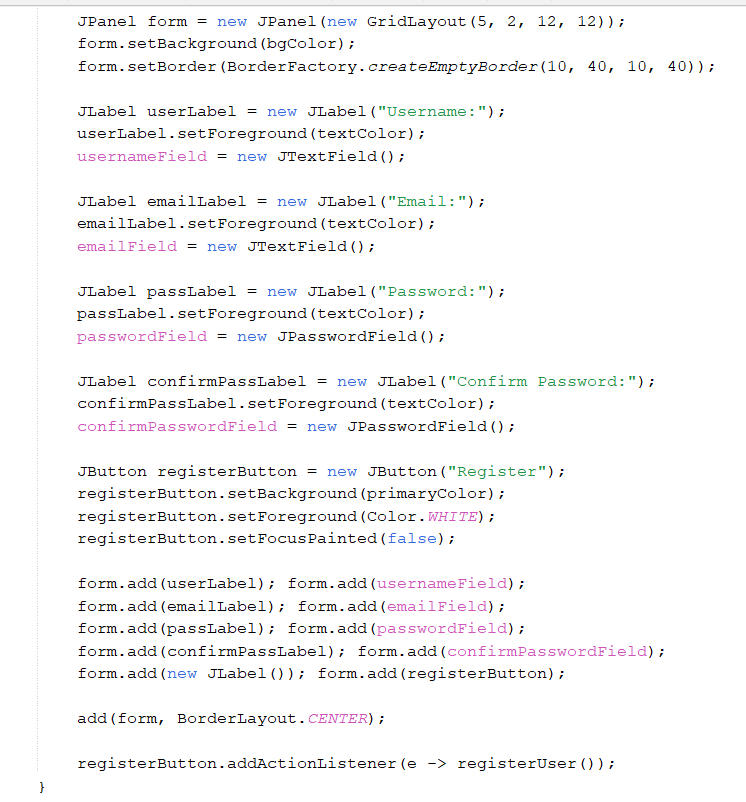 JPanel form = new JPanel(new GridLayout(5, 2, 12, 12));
form.setBackground(bgColor);
form.setBorder(BorderFactory.createEmptyBorder(10, 40, 10, 40));

JLabel userLabel = new JLabel("Username:");
userLabel.setForeground(textColor);
usernameField = new JTextField();

JLabel emailLabel = new JLabel("Email:");
emailLabel.setForeground(textColor);
emailField = new JTextField();

JLabel passLabel = new JLabel("Password:");
passLabel.setForeground(textColor);
passwordField = new JPasswordField();

JLabel confirmPassLabel = new JLabel("Confirm Password:");
confirmPassLabel.setForeground(textColor);
confirmPasswordField = new JPasswordField();

JButton registerButton = new JButton("Register");
registerButton.setBackground(primaryColor);
registerButton.setForeground(Color.WHITE);
registerButton.setFocusPainted(false);

form.add(userLabel); form.add(usernameField);
form.add(emailLabel); form.add(emailField);
form.add(passLabel); form.add(passwordField);
form.add(confirmPassLabel); form.add(confirmPasswordField);
form.add(new JLabel()); form.add(registerButton);

add(form, BorderLayout.CENTER);

registerButton.addActionListener(e -> registerUser());
}